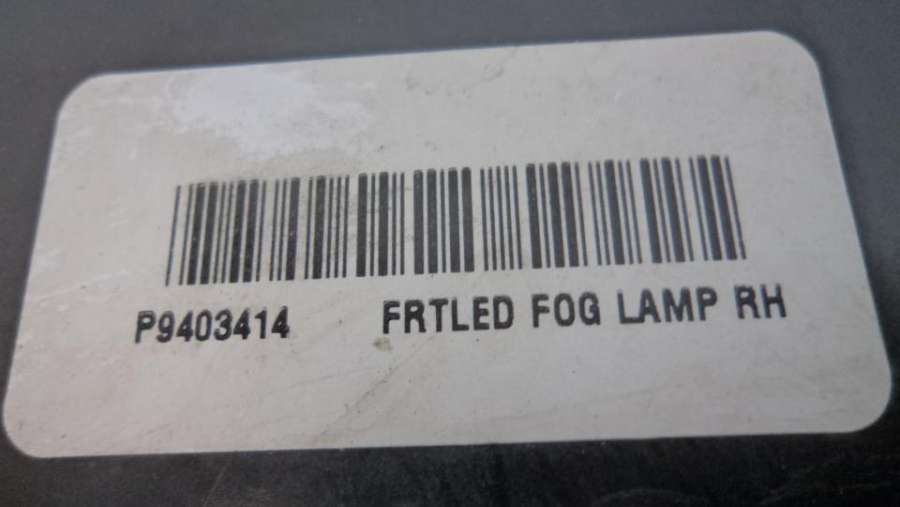 P9403414 FRTLED FOG LAMP RH